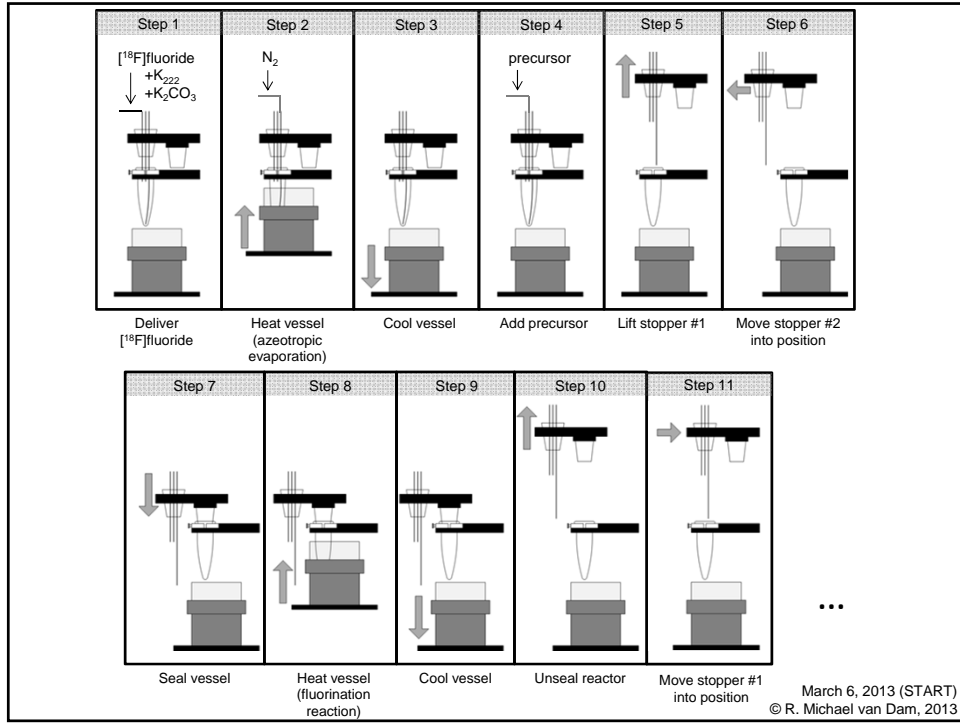 Step 1
Step 2
Step 3
Step 4
Step 5
Step 6
[¹⁸F]fluoride
+K₂₂₂
+K₂CO₃
N₂
precursor
Deliver
[¹⁸F]fluoride
Heat vessel
(azeotropic
evaporation)
Cool vessel
Add precursor
Lift stopper #1
Move stopper #2
into position
Step 7
Step 8
Step 9
Step 10
Step 11
...
Seal vessel
Heat vessel
(fluorination
reaction)
Cool vessel
Unseal reactor
Move stopper #1
into position
March 6, 2013 (START)
© R. Michael van Dam, 2013